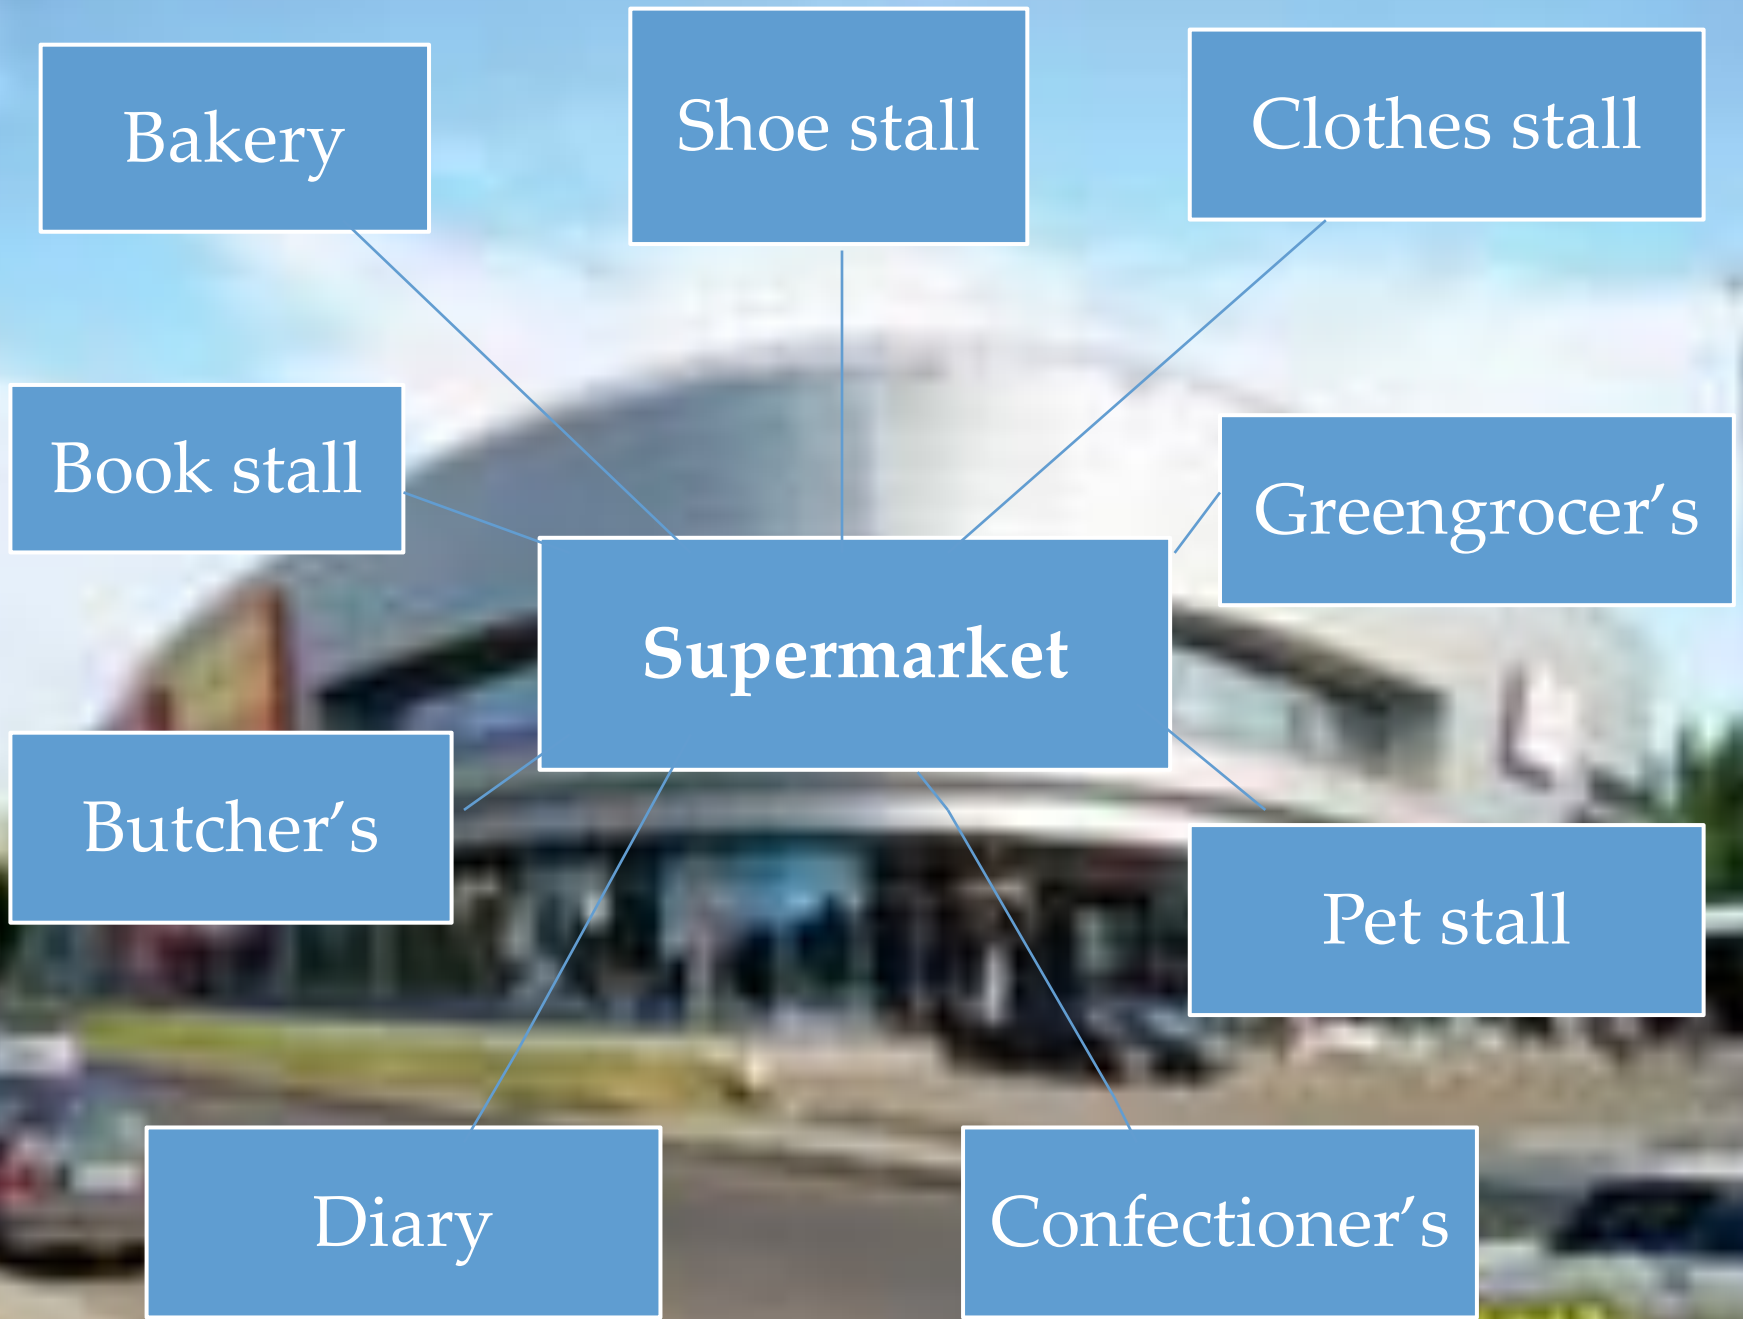 Bakery
Shoe stall
Clothes stall
Book stall
Greengrocer’s
Supermarket
Butcher’s
Pet stall
Diary
Confectioner’s